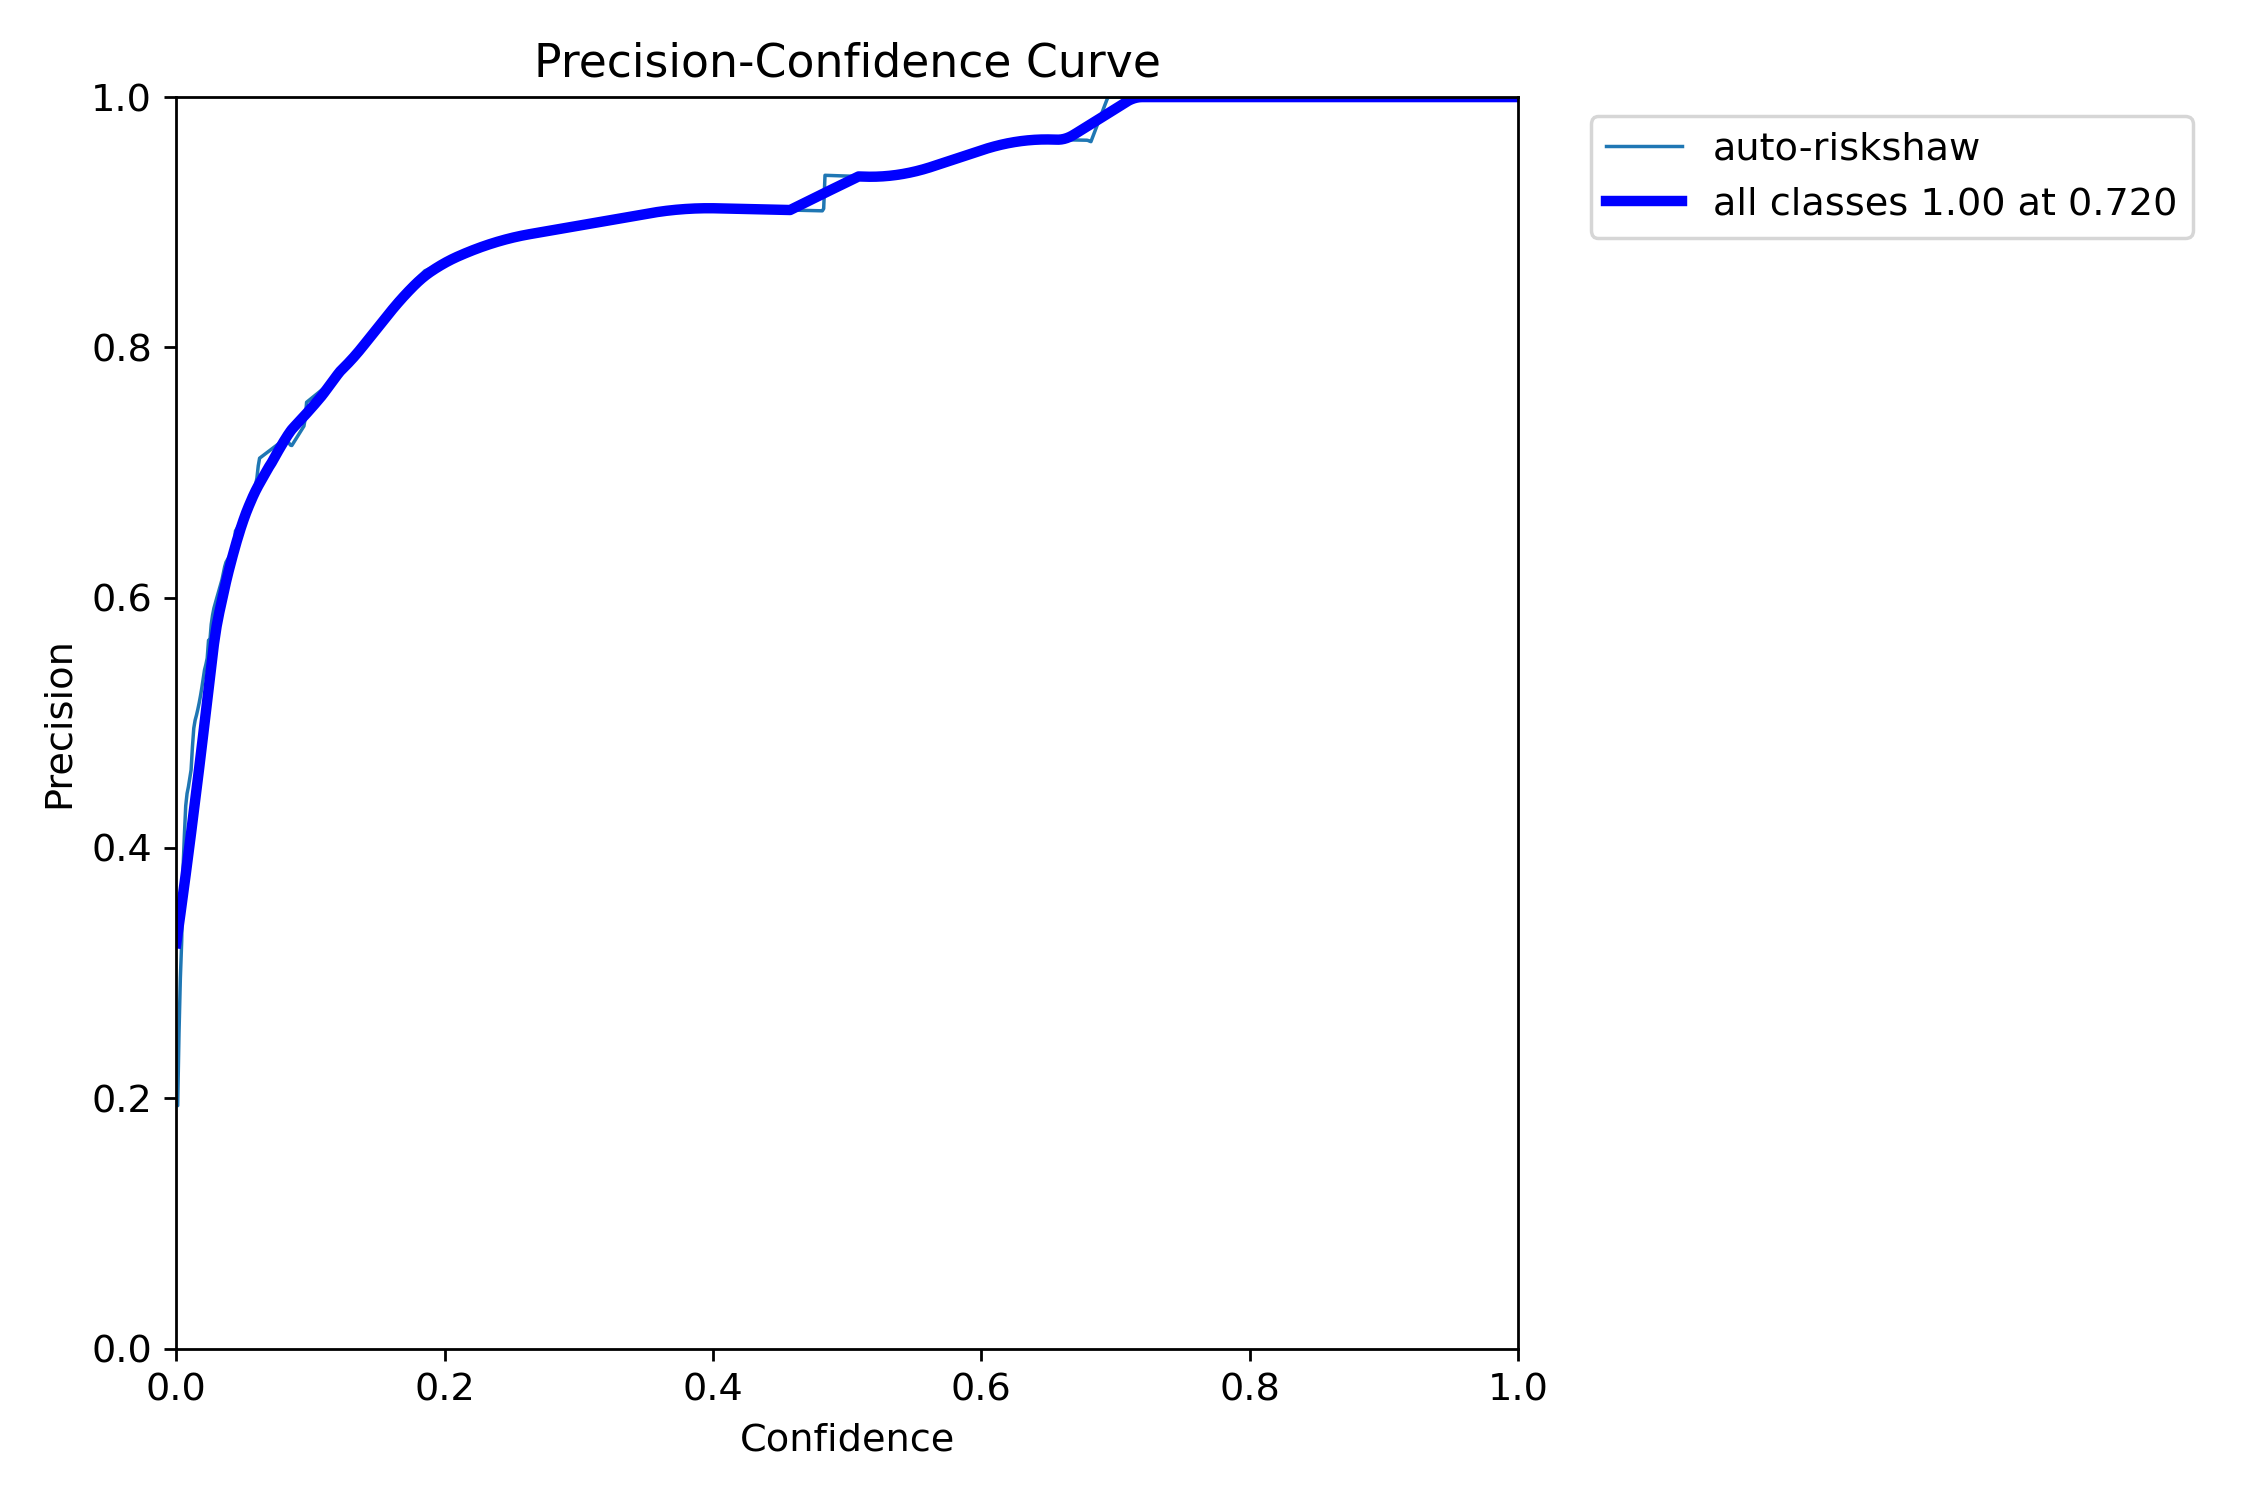 Precision-Confidence Curve
1.0
0.8
0.6
0.4
0.2
0.0
Precision
0.0 0.2 0.4 0.6 0.8 1.0
Confidence
auto-riskshaw
all classes 1.00 at 0.720